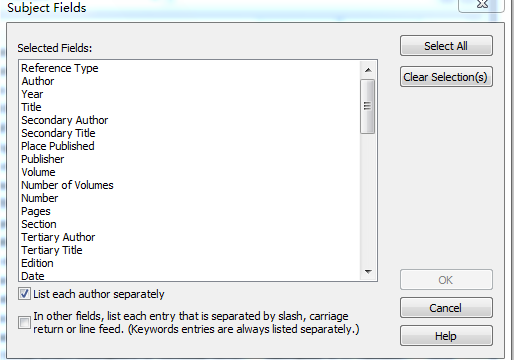 Subject Fields
Selected Fields:
Reference Type
Author
Year
Title
Secondary Author
Secondary Title
Place Published
Publisher
Volume
Number of Volumes
Number
Pages
Section
Tertiary Author
Tertiary Title
Edition
Date
List each author separately
In other fields, list each entry that is separated by slash, carriage
return or line feed. (Keywords entries are always listed separately.)
Select All
Clear Selection(s)
OK
Cancel
Help